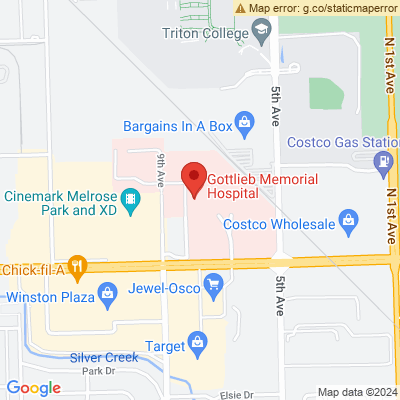 Map error: g.co/staticmaperror
Triton College
N 1st Ave
5th Ave
Bargains In A Box
Costco Gas Station
9th Ave
Gottlieb Memorial
Hospital
Cinemark Melrose
Park and XD
N 1st Ave
Costco Wholesale
Chick-fil-A
Jewel-Osco
5th Ave
Winston Plaza
Target
Silver Creek
Park Dr
Google
Elsie Dr
Map data ©2024